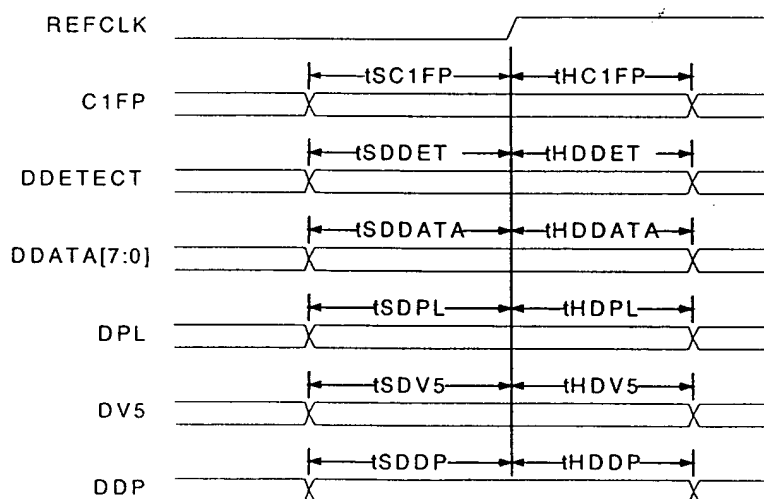 REFCLK
tSC1FP tHC1FP
C1FP
tSDDET tHDDET
DDETECT
tSDDATA tHDDATA
DDATA[7:0]
tSDPL tHDPL
DPL
tSDV5 tHDV5
DV5
tSDDP tHDDP
DDP